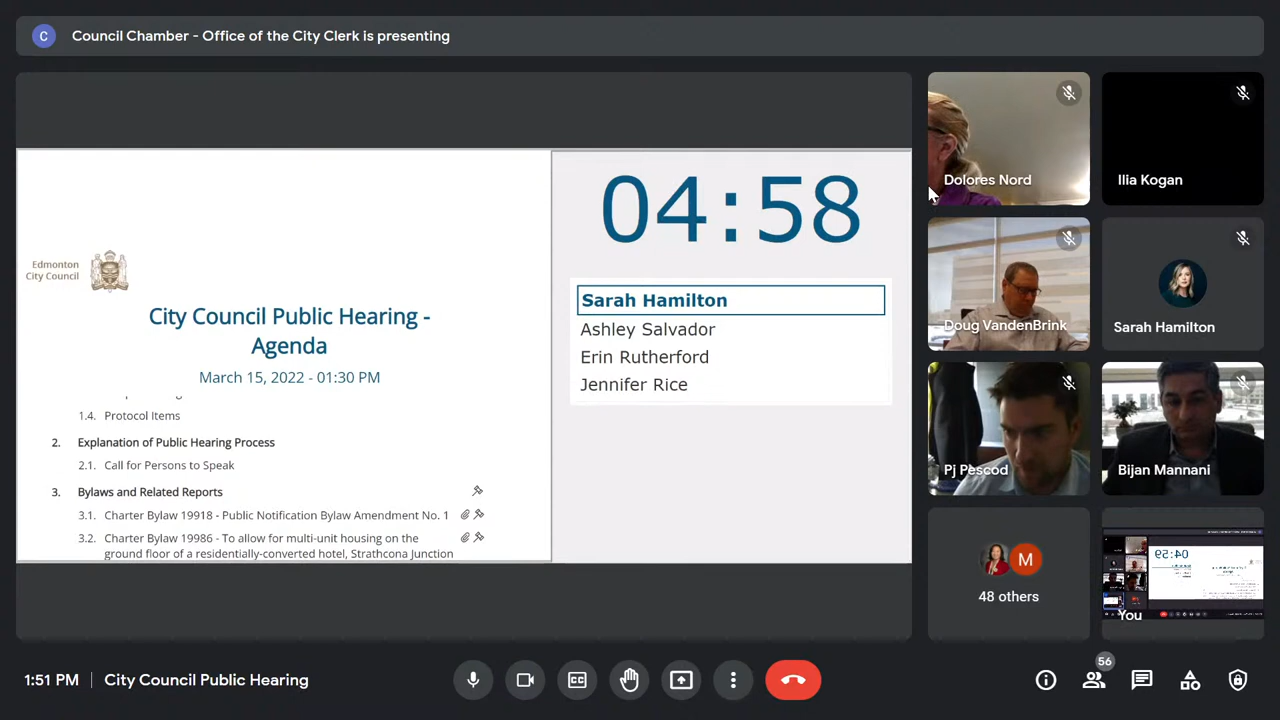 C
Council Chamber - Office of the City Clerk is presenting
Edmonton
City Council
City Council Public Hearing -
Agenda
March 15, 2022 - 01:30 PM
1.4. Protocol Items
2. Explanation of Public Hearing Process
2.1. Call for Persons to Speak
3. Bylaws and Related Reports
3.1. Charter Bylaw 19918 - Public Notification Bylaw Amendment No. 1
3.2. Charter Bylaw 19986 - To allow for multi-unit housing on the
ground floor of a residentially-converted hotel, Strathcona Junction
04:58
Sarah Hamilton
Ashley Salvador
Erin Rutherford
Jennifer Rice
Dolores Nord
Ilia Kogan
Doug VandenBrink
Sarah Hamilton
Pj Pescod
Bijan Mannani
M
48 others
04:59
You
1:51 PM
City Council Public Hearing
56